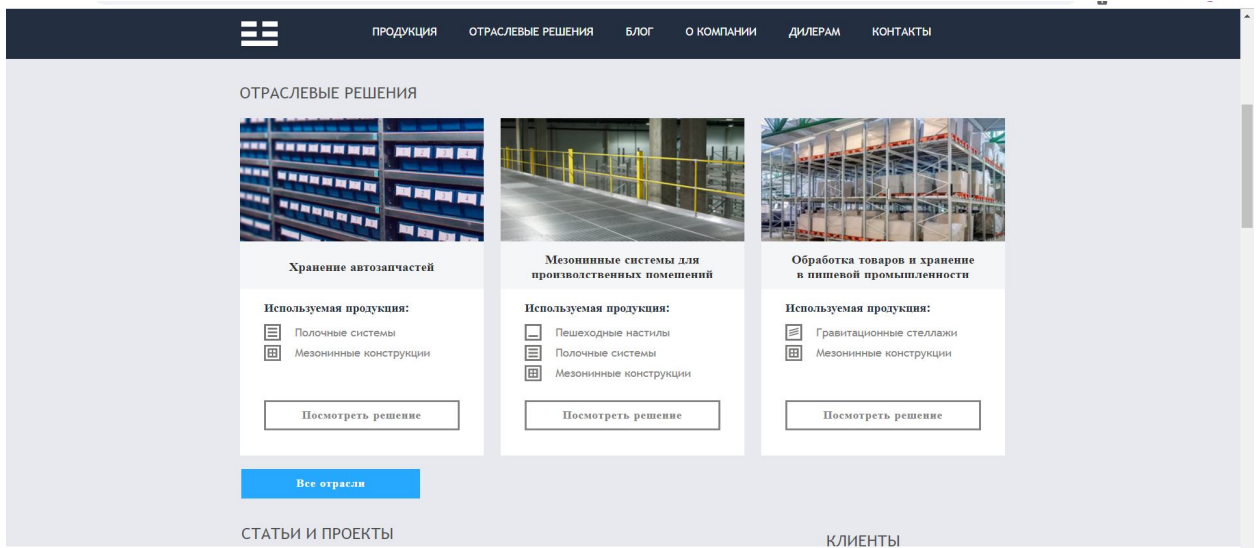 ПРОДУКЦИЯ ОТРАСЛЕВЫЕ РЕШЕНИЯ БЛОГ О КОМПАНИИ ДИЛЕРАМ КОНТАКТЫ
ОТРАСЛЕВЫЕ РЕШЕНИЯ
Хранение автозапчастей
Используемая продукция:
Полочные системы
Мезонинные конструкции
Посмотреть решение
Мезонинные системы для
производственных помещений
Используемая продукция:
Пешеходные настилы
Полочные системы
Мезонинные конструкции
Посмотреть решение
Обработка товаров и хранение
в пищевой промышленности
Используемая продукция:
Гравитационные стеллажи
Мезонинные конструкции
Посмотреть решение
Все отрасли
СТАТЬИ И ПРОЕКТЫ
КЛИЕНТЫ